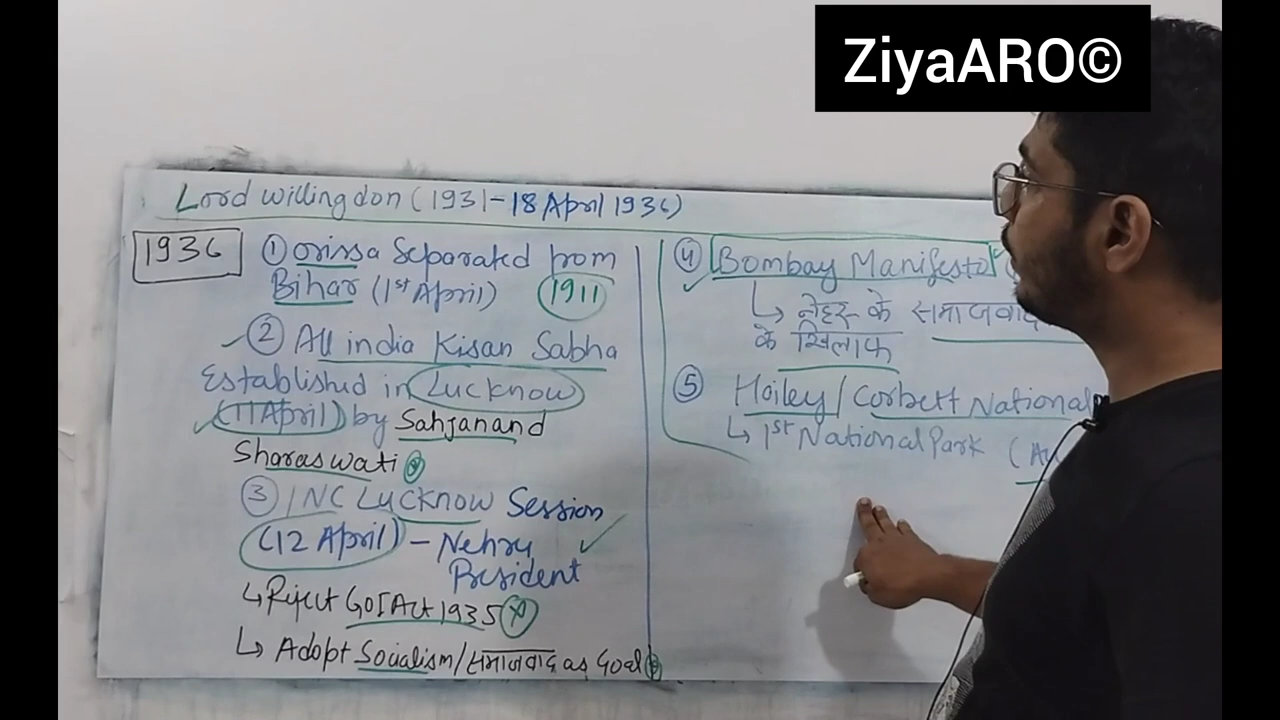 ZiyaARO©
Lord willingdon (1931-18 April 1936)
1936
① orissa Separated from
Bihar (1st April) 1911
② All india Kisan Sabha
Established in Lucknow
(11 April) by Sahjanand
Sharaswati
③ INC Lucknow Session
(12 April) - Nehru
President
↳ Reject GOI Act 1935
↳ Adopt Socialism/समाजवाद as Goal
④ Bombay Manifesto
↳ नेहरू के समाजवाद
के खिलाफ
⑤ Hailey / Corbett National
↳ 1st National Park